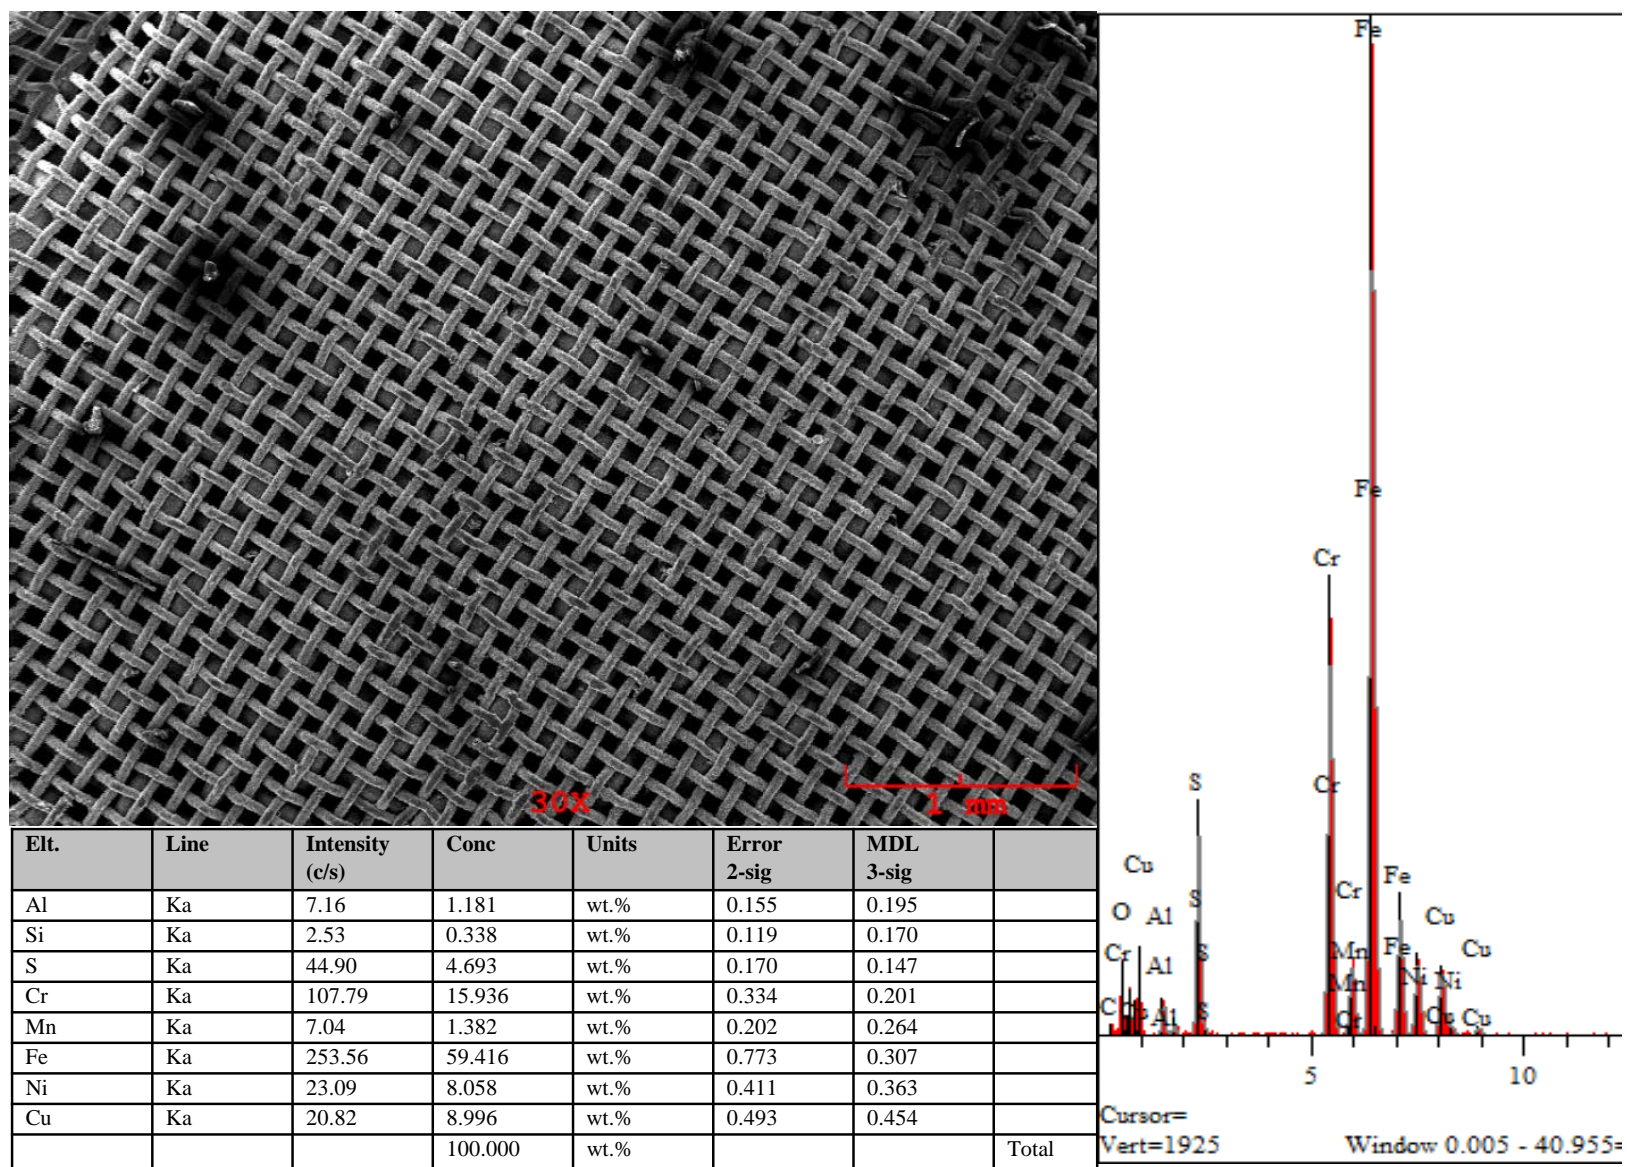 30X
1 mm
Elt. Line Intensity (c/s) Conc Units Error 2-sig MDL 3-sig
Al Ka 7.16 1.181 wt.% 0.155 0.195
Si Ka 2.53 0.338 wt.% 0.119 0.170
S Ka 44.90 4.693 wt.% 0.170 0.147
Cr Ka 107.79 15.936 wt.% 0.334 0.201
Mn Ka 7.04 1.382 wt.% 0.202 0.264
Fe Ka 253.56 59.416 wt.% 0.773 0.307
Ni Ka 23.09 8.058 wt.% 0.411 0.363
Cu Ka 20.82 8.996 wt.% 0.493 0.454
100.000 wt.% Total
Fe
Fe
Cr
S
Cr
Cu
Cr Fe
S
O Al Cu
Cr Al S Mn Fe Cu
Mn Ni Ni
C Al S Cr Cu Cu
5 10
Cursor=
Vert=1925 Window 0.005 - 40.955=